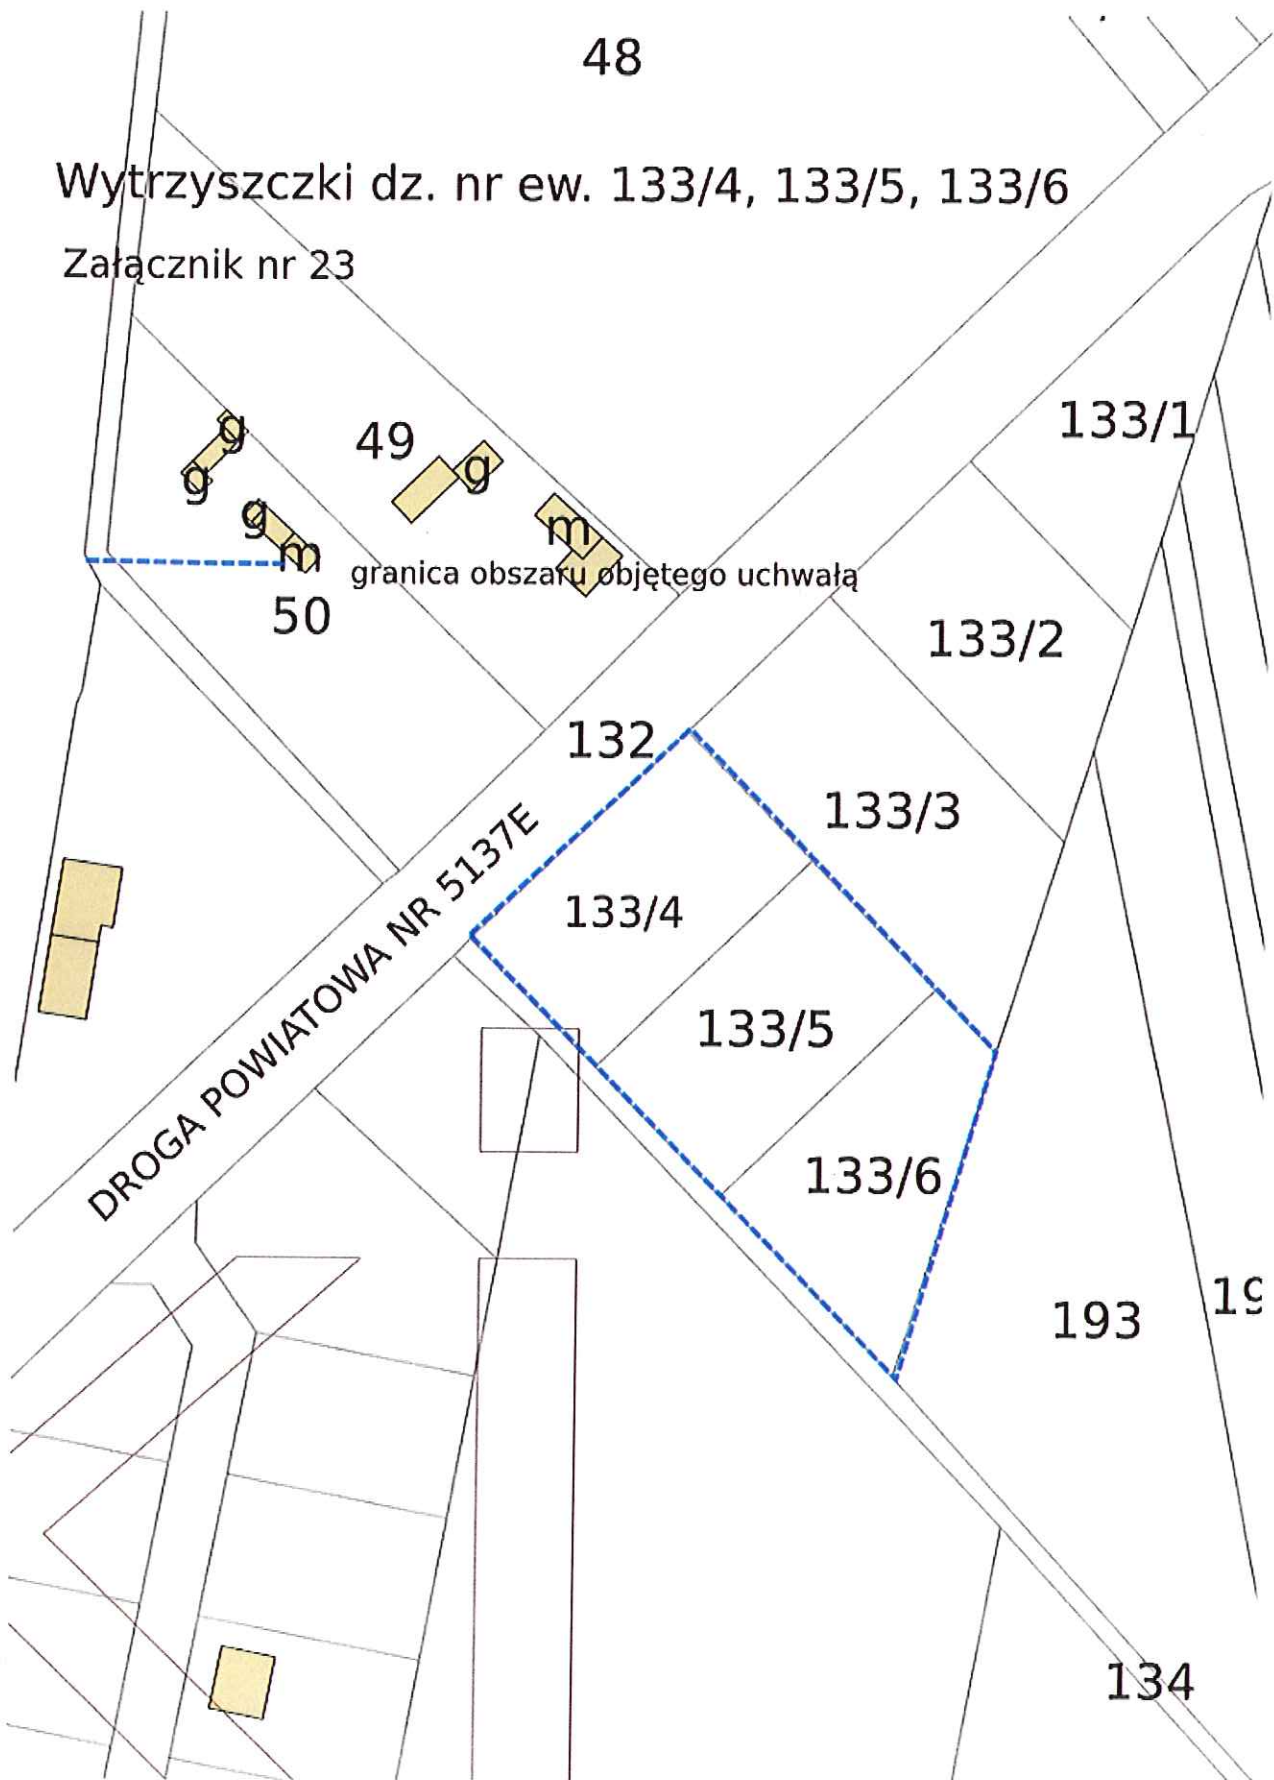 48
Wytrzyszczki dz. nr ew. 133/4, 133/5, 133/6
Załącznik nr 23
133/1
g
49
g
g
g
m
m
granica obszaru objętego uchwałą
50
133/2
132
133/3
DROGA POWIATOWA NR 5137E
133/4
133/5
133/6
193
19
134